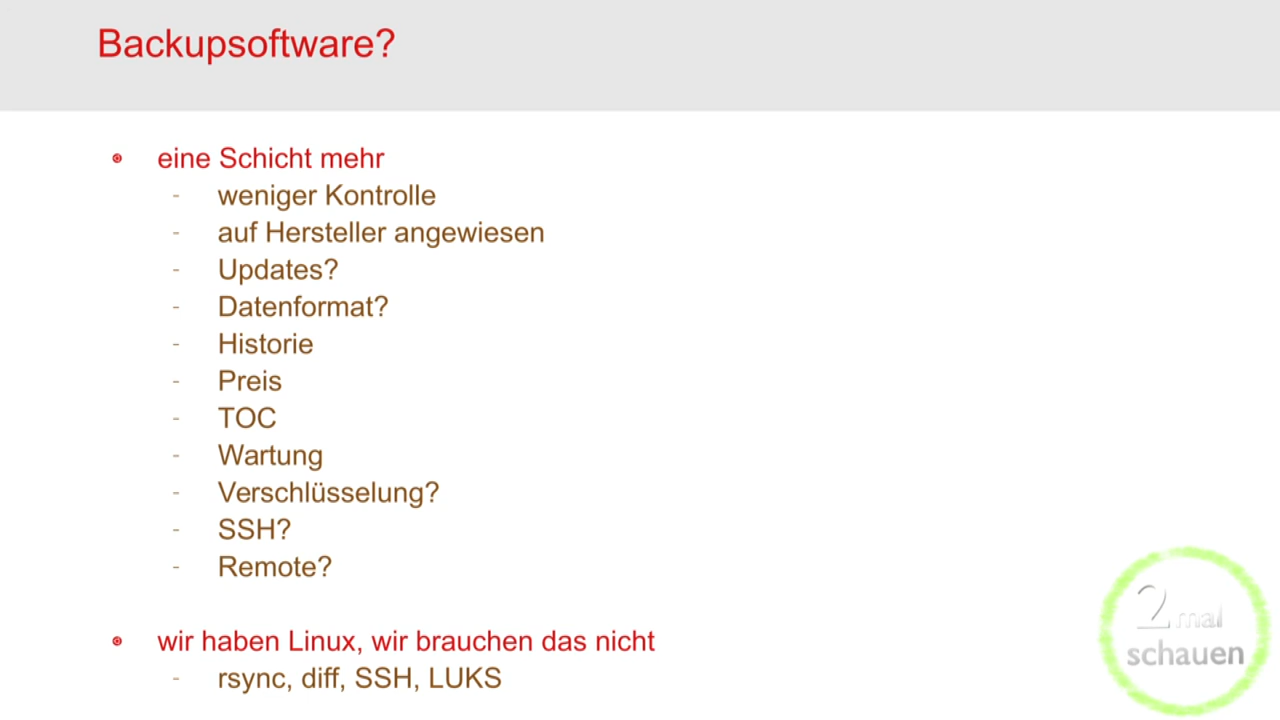 Backupsoftware?
eine Schicht mehr
- weniger Kontrolle
- auf Hersteller angewiesen
- Updates?
- Datenformat?
- Historie
- Preis
- TOC
- Wartung
- Verschlüsselung?
- SSH?
- Remote?
wir haben Linux, wir brauchen das nicht
- rsync, diff, SSH, LUKS
2 mal
schauen